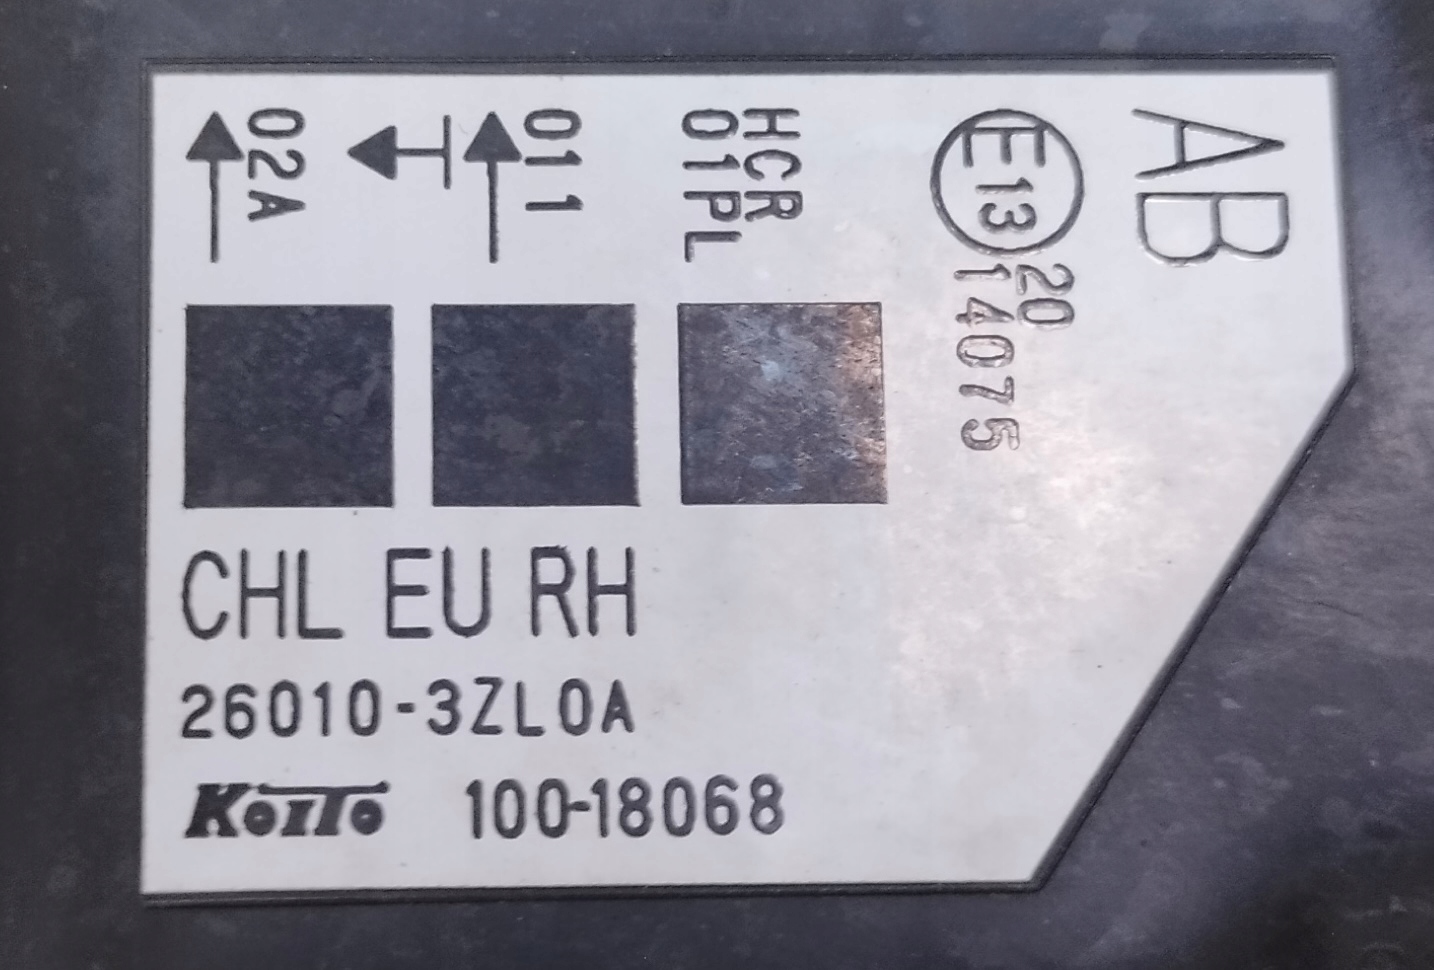 AB
E13
20
14075
HCR
01PL
011
02A
CHL EU RH
26010-3ZL0A
KOITO 100-18068